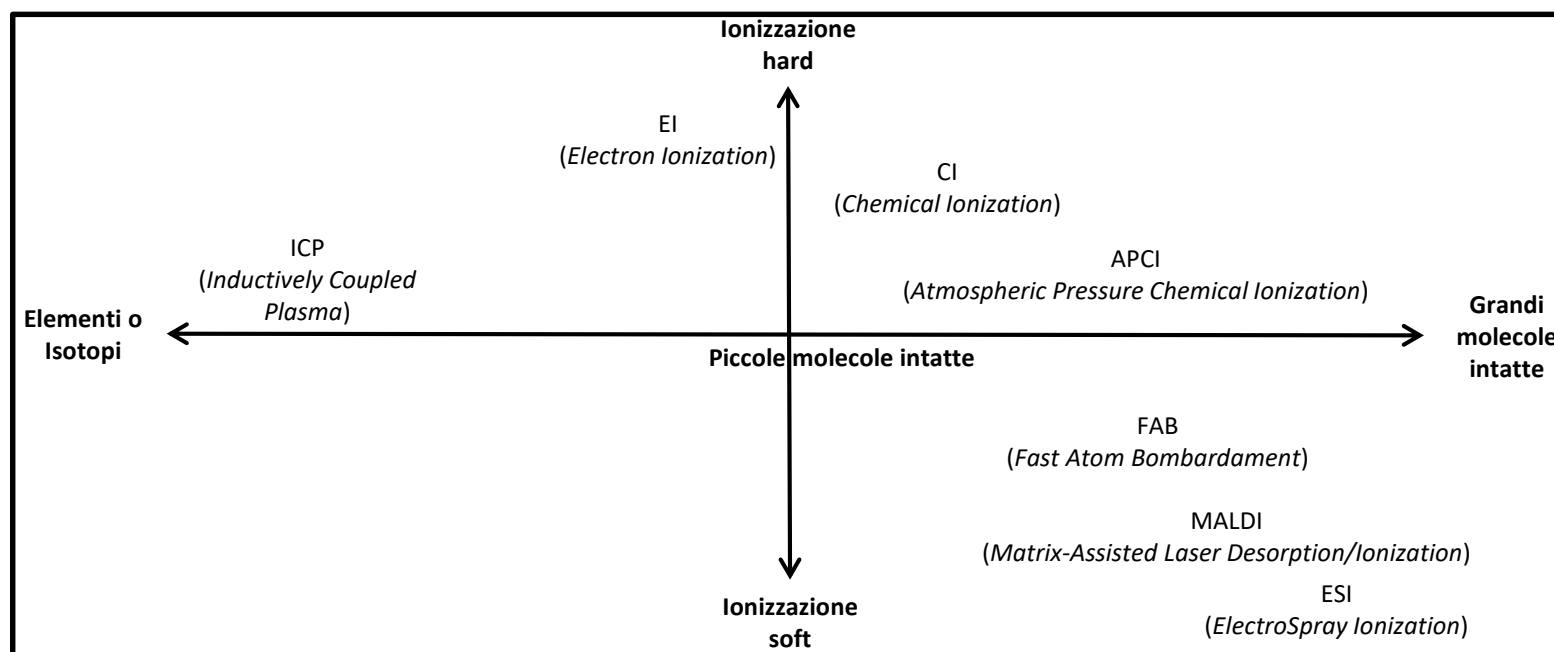 Ionizzazione
hard
EI
(Electron Ionization)
CI
(Chemical Ionization)
ICP
(Inductively Coupled
Plasma)
APCI
(Atmospheric Pressure Chemical Ionization)
Elementi o
Isotopi
Grandi
molecole
intatte
Piccole molecole intatte
FAB
(Fast Atom Bombardament)
MALDI
(Matrix-Assisted Laser Desorption/Ionization)
ESI
(ElectroSpray Ionization)
Ionizzazione
soft